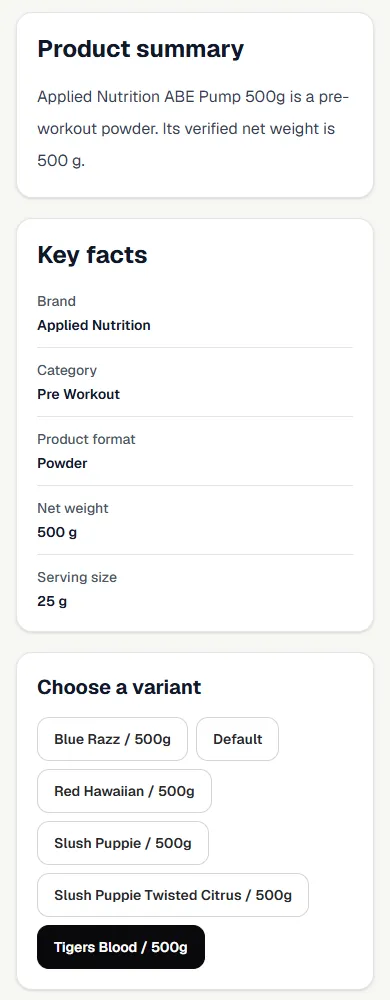 Product summary
Applied Nutrition ABE Pump 500g is a pre-
workout powder. Its verified net weight is
500 g.
Key facts
Brand
Applied Nutrition
Category
Pre Workout
Product format
Powder
Net weight
500 g
Serving size
25 g
Choose a variant
Blue Razz / 500g
Default
Red Hawaiian / 500g
Slush Puppie / 500g
Slush Puppie Twisted Citrus / 500g
Tigers Blood / 500g